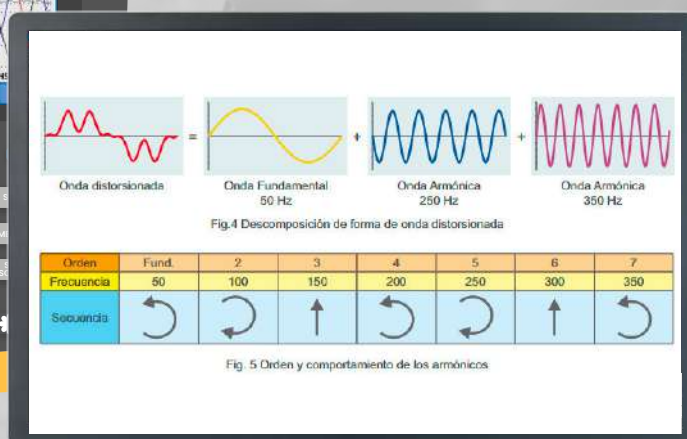 Onda distorsionada
=
Onda Fundamental
50 Hz
+
Onda Armónica
250 Hz
+
Onda Armónica
350 Hz
Fig.4 Descomposición de forma de onda distorsionada
Orden Fund. 2 3 4 5 6 7
Frecuencia 50 100 150 200 250 300 350
Secuencia
Fig. 5 Orden y comportamiento de los armónicos